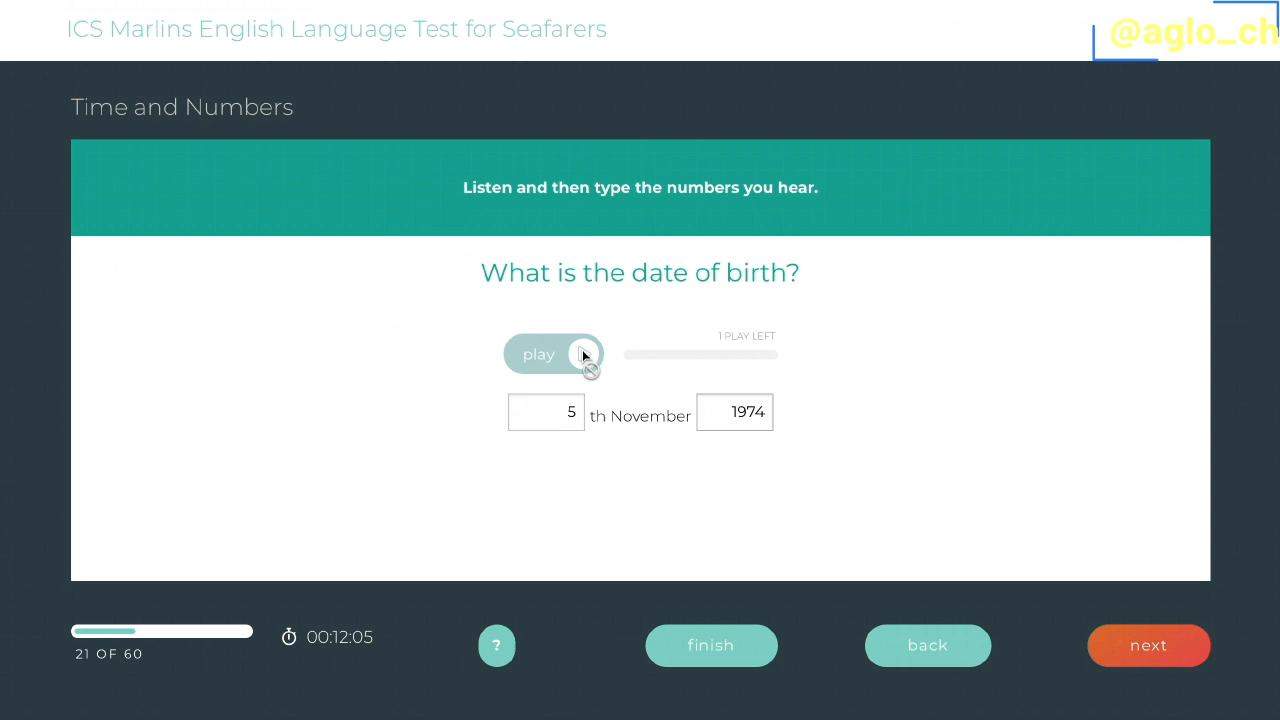 ICS Marlins English Language Test for Seafarers
@aglo_ch
Time and Numbers
Listen and then type the numbers you hear.
What is the date of birth?
1 PLAY LEFT
play
5 th November 1974
21 OF 60
00:12:05
?
finish
back
next